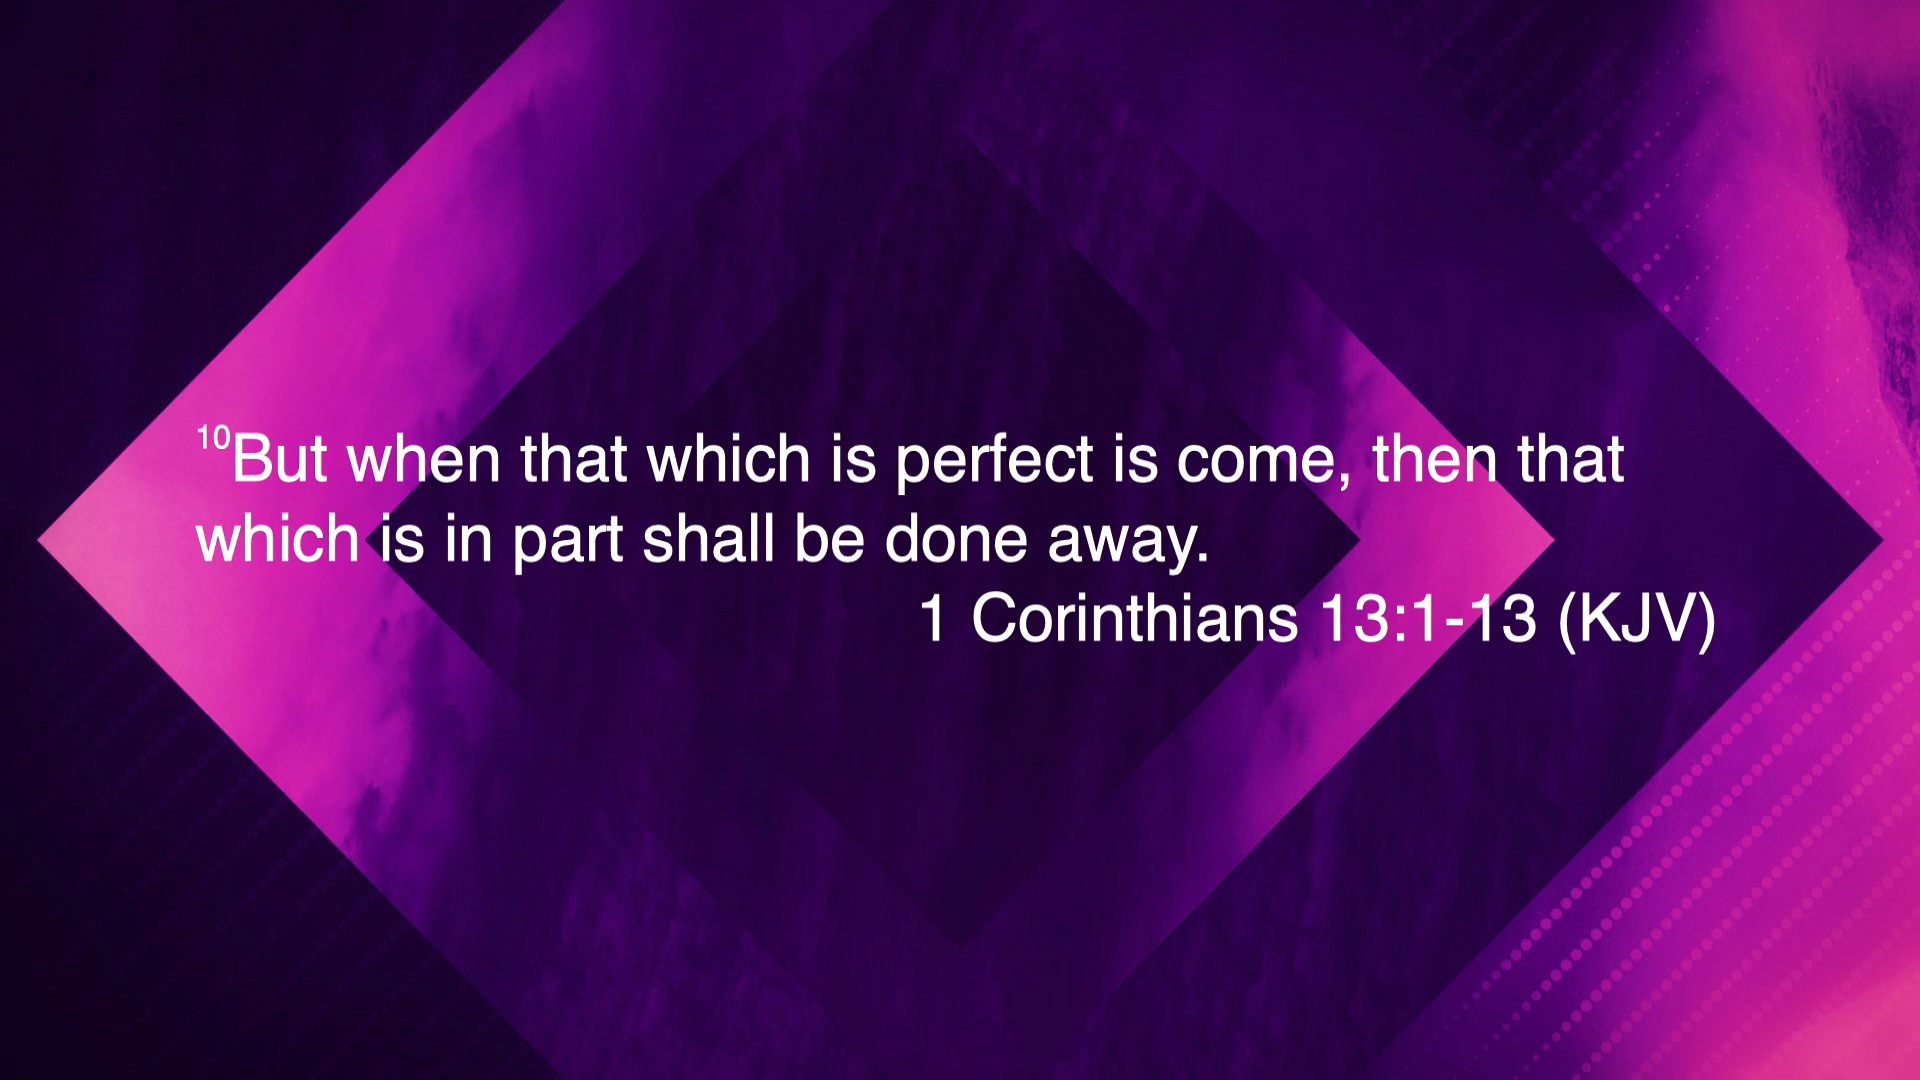 10But when that which is perfect is come, then that
which is in part shall be done away.
1 Corinthians 13:1-13 (KJV)